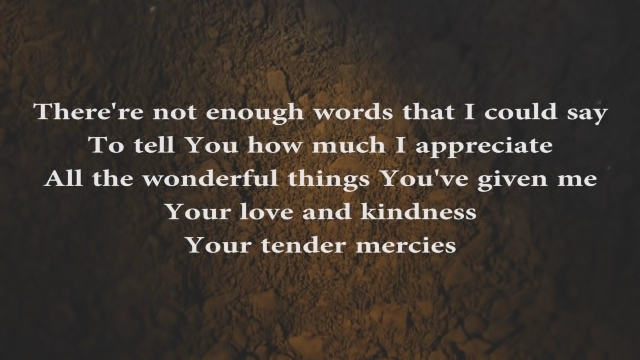 There're not enough words that I could say
To tell You how much I appreciate
All the wonderful things You've given me
Your love and kindness
Your tender mercies